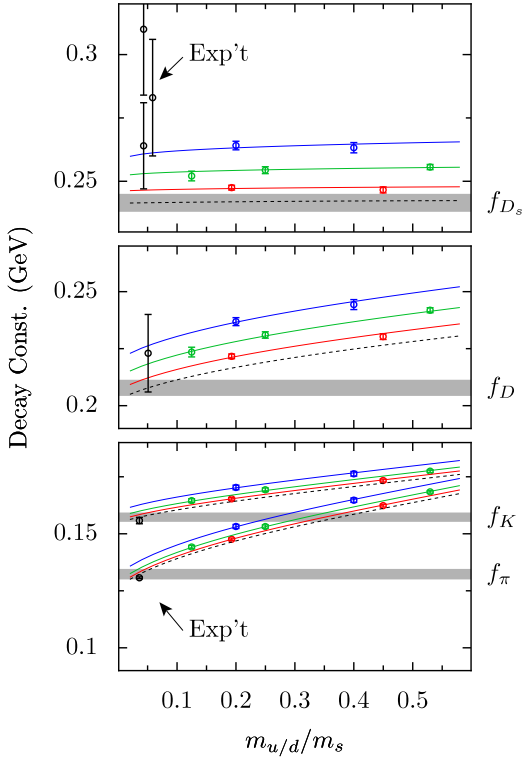 0.3
Exp't
0.25
f_{D_s}
Decay Const. (GeV)
0.25
0.2
f_D
0.15
f_K
f_π
Exp't
0.1
0.1 0.2 0.3 0.4 0.5
m_{u/d}/m_s